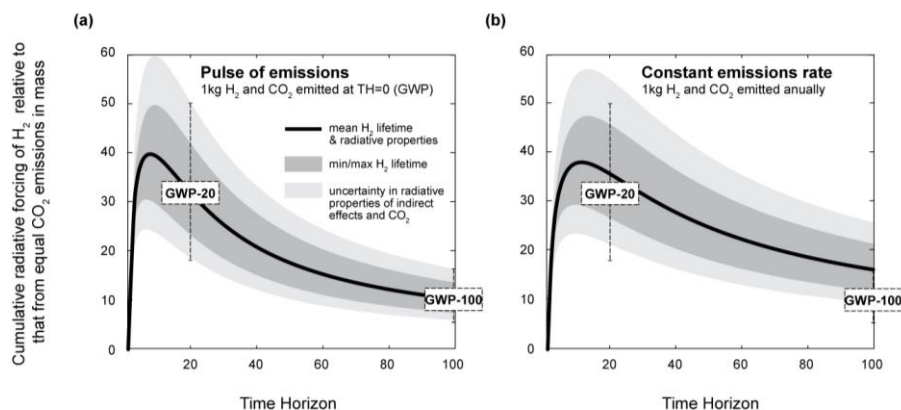 Cumulative radiative forcing of H2 relative to
that from equal CO2 emissions in mass
(a)
60
50
40
30
20
10
0
Pulse of emissions
1kg H2 and CO2 emitted at TH=0 (GWP)
mean H2 lifetime
& radiative properties
min/max H2 lifetime
uncertainty in radiative
properties of indirect
effects and CO2
GWP-20
GWP-100
0 20 40 60 80 100
Time Horizon
(b)
60
50
40
30
20
10
0
Constant emissions rate
1kg H2 and CO2 emitted anually
GWP-20
GWP-100
0 20 40 60 80 100
Time Horizon